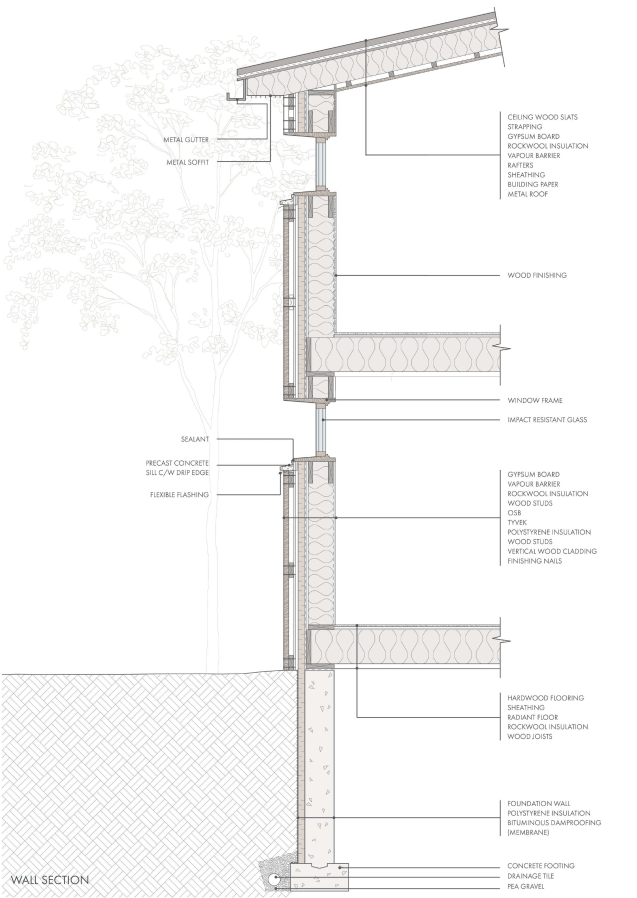 METAL GUTTER
METAL SOFFIT
CEILING WOOD SLATS
STRAPPING
GYPSUM BOARD
ROCKWOOL INSULATION
VAPOUR BARRIER
RAFTERS
SHEATHING
BUILDING PAPER
METAL ROOF
WOOD FINISHING
WINDOW FRAME
IMPACT RESISTANT GLASS
SEALANT
PRECAST CONCRETE
SILL C/W DRIP EDGE
FLEXIBLE FLASHING
GYPSUM BOARD
VAPOUR BARRIER
ROCKWOOL INSULATION
WOOD STUDS
OSB
TYVEK
POLYSTYRENE INSULATION
WOOD STUDS
VERTICAL WOOD CLADDING
FINISHING NAILS
HARDWOOD FLOORING
SHEATHING
RADIANT FLOOR
ROCKWOOL INSULATION
WOOD JOISTS
FOUNDATION WALL
POLYSTYRENE INSULATION
BITUMINOUS DAMPROOFING
(MEMBRANE)
CONCRETE FOOTING
DRAINAGE TILE
PEA GRAVEL
WALL SECTION